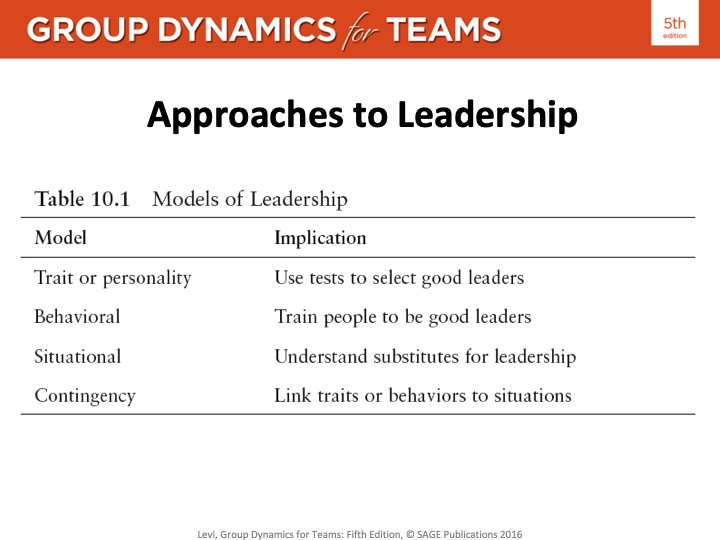 GROUP DYNAMICS for TEAMS
5th
edition
Approaches to Leadership
Table 10.1 Models of Leadership
Model Implication
Trait or personality Use tests to select good leaders
Behavioral Train people to be good leaders
Situational Understand substitutes for leadership
Contingency Link traits or behaviors to situations
Levi, Group Dynamics for Teams: Fifth Edition, © SAGE Publications 2016